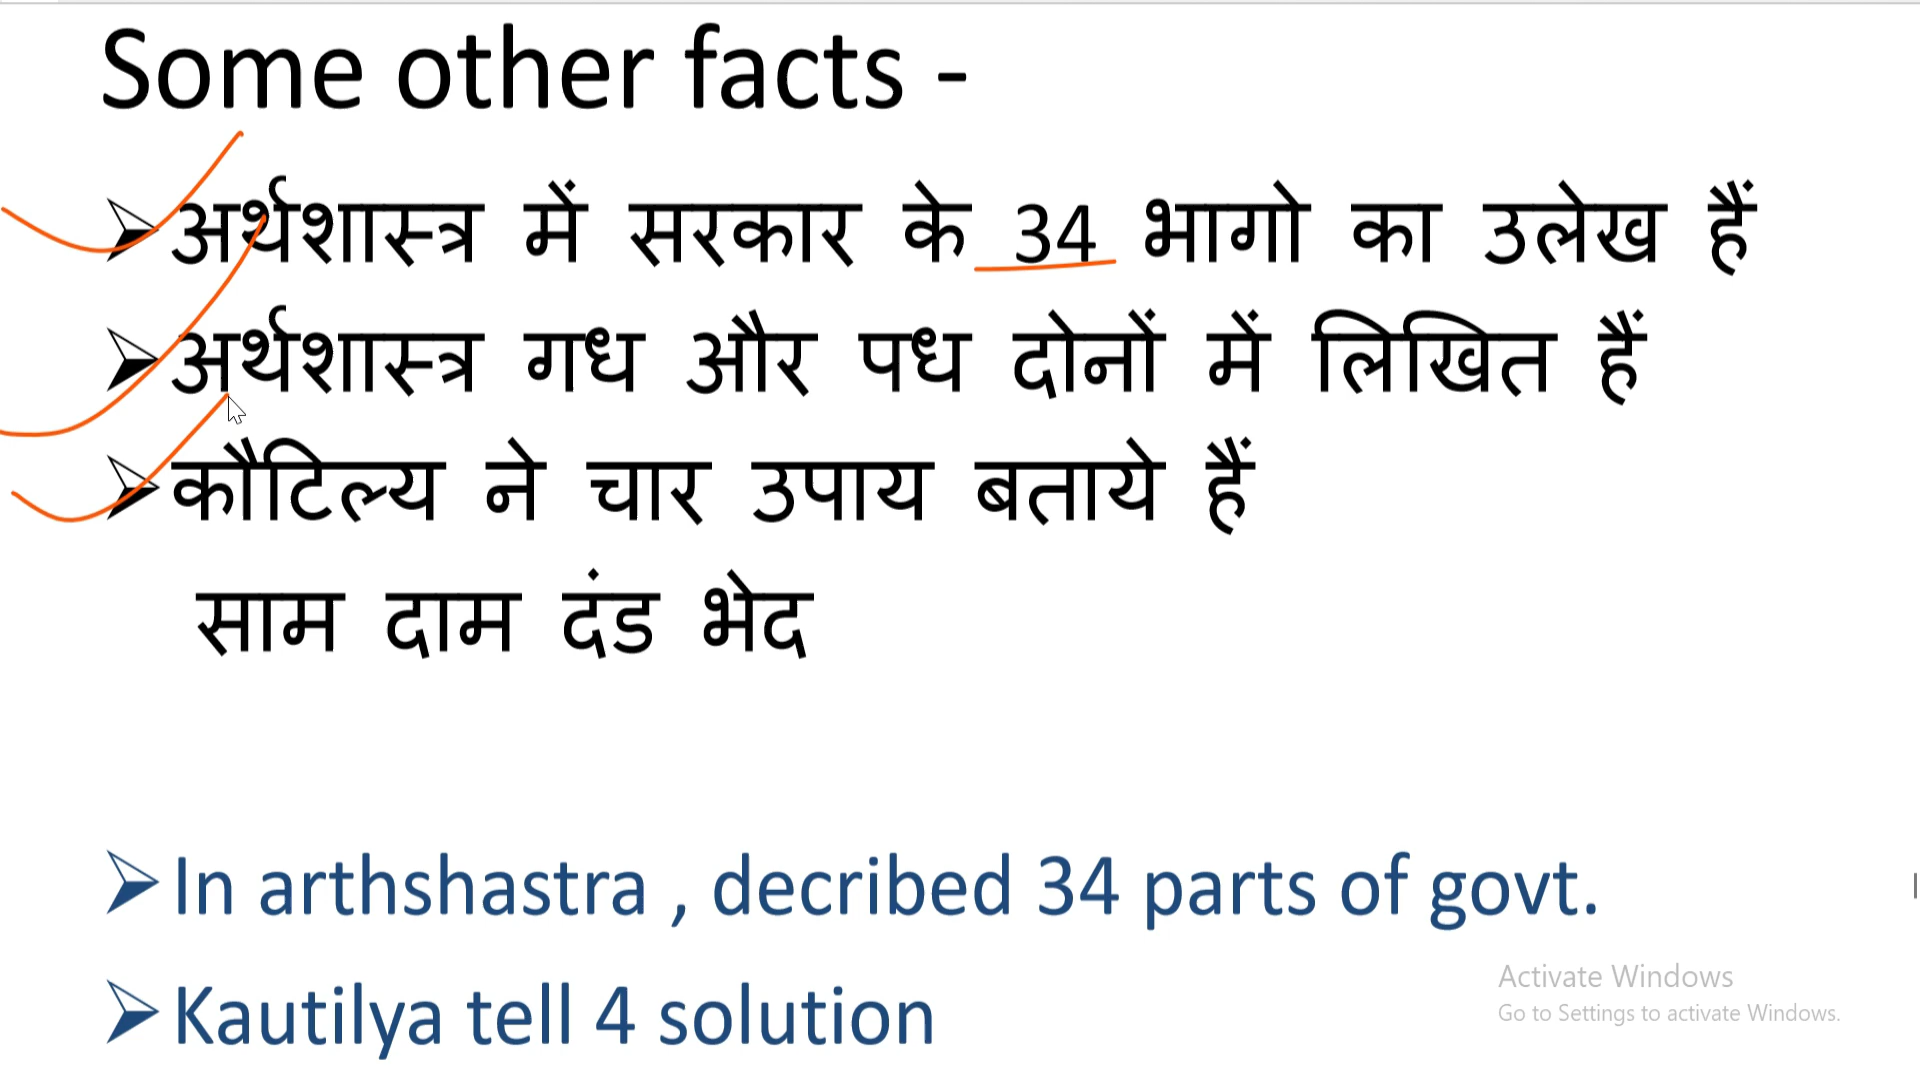 Some other facts -
➢अर्थशास्त्र में सरकार के 34 भागो का उलेख हैं
➢अर्थशास्त्र गध और पध दोनों में लिखित हैं
➢कौटिल्य ने चार उपाय बताये हैं
साम दाम दंड भेद
➢In arthshastra , decribed 34 parts of govt.
➢Kautilya tell 4 solution
Activate Windows
Go to Settings to activate Windows.